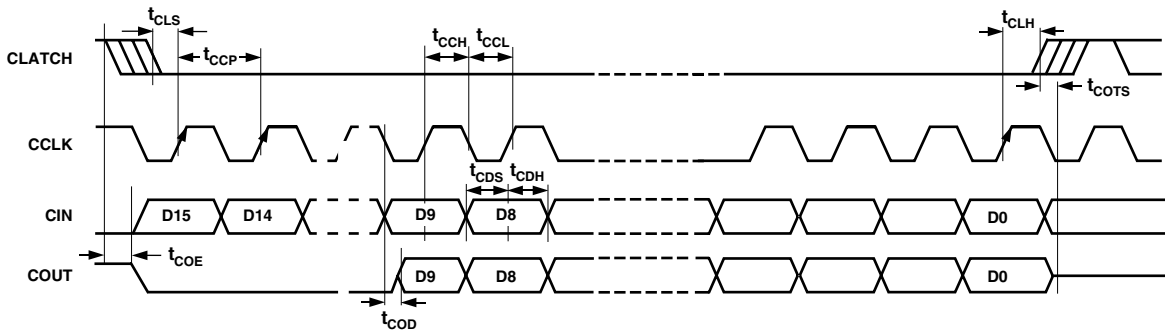 tCLS
tCCH
tCCL
tCLH
tCCP
CLATCH
tCOTS
CCLK
tCDS
tCDH
CIN
D15
D14
D9
D8
D0
tCOE
COUT
D9
D8
D0
tCOD